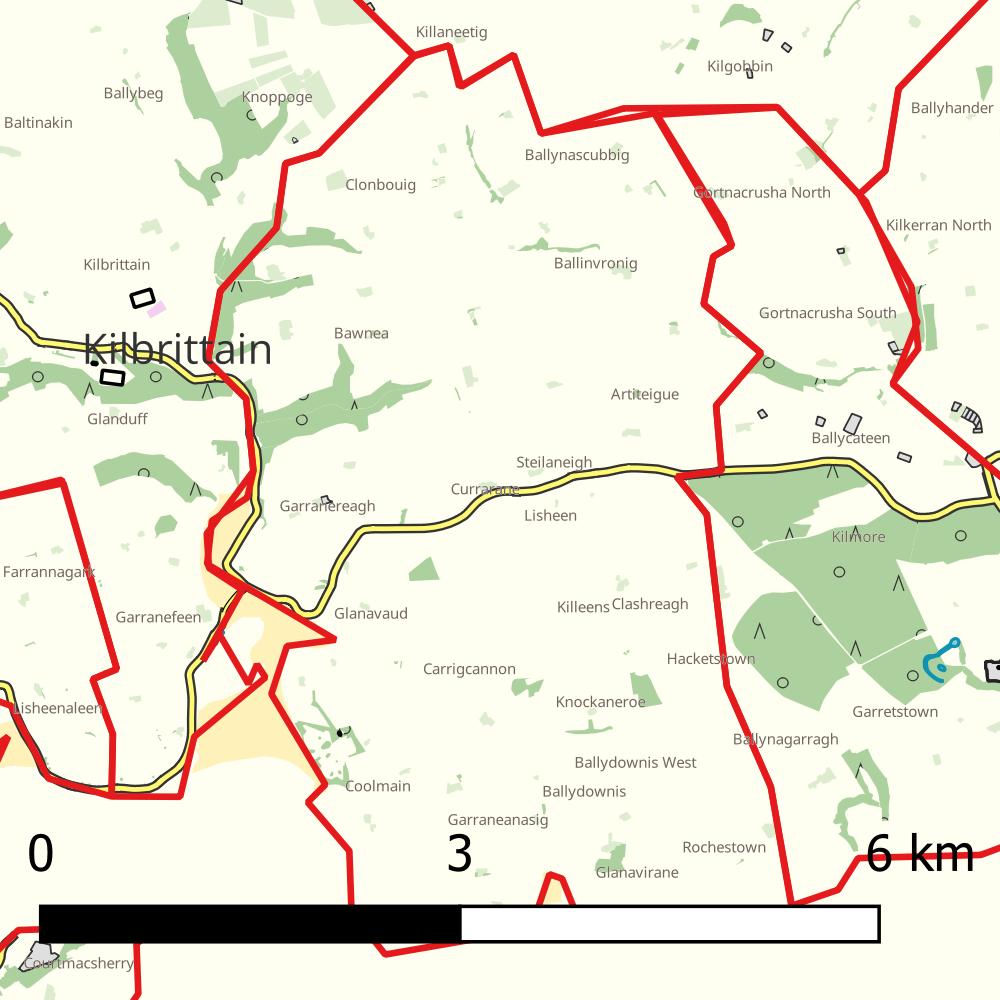 Killaneetig
Kilgobbin
Ballybeg
Knoppoge
Ballyhander
Baltinakin
Ballynascubbig
Clonbouig
Gortnacrusha North
Kilkerran North
Kilbrittain
Ballinvronig
Gortnacrusha South
Bawnea
Kilbrittain
Artiteigue
Glanduff
Ballycateen
Steilaneigh
Currarane
Garranereagh
Lisheen
Kilmore
Farrannagark
Killeens
Clashreagh
Garranefeen
Glanavaud
Hacketstown
Carrigcannon
Knockaneroe
Lisheenaleen
Garretstown
Ballynagarragh
Ballydownis West
Coolmain
Ballydownis
Garraneanasig
Rochestown
0 3 6 km
Glanavirane
Courtmacsherry